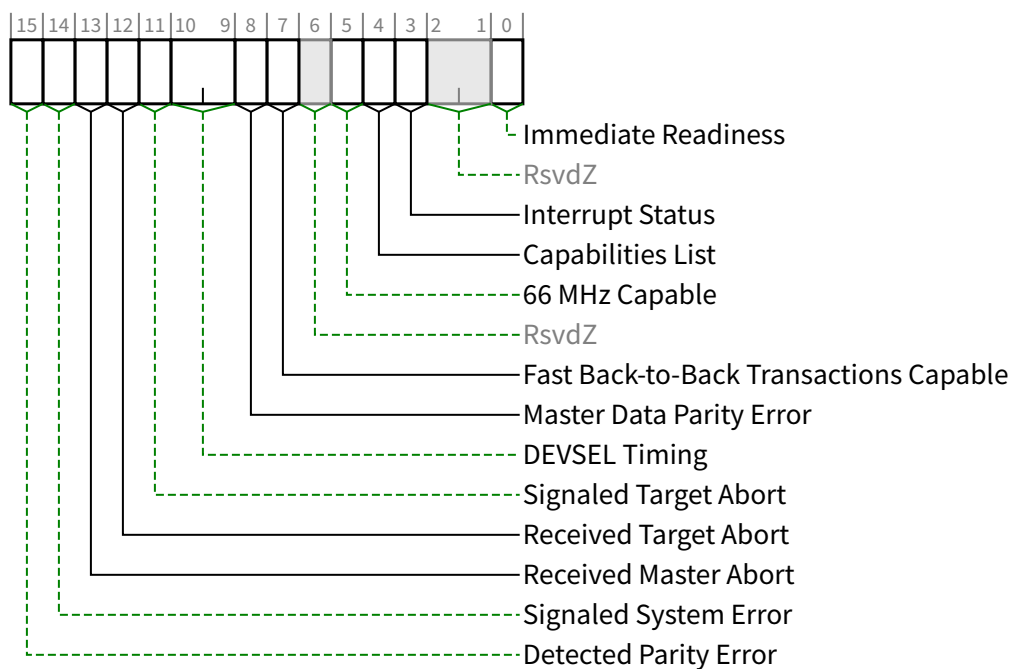 15 14 13 12 11 10 9 8 7 6 5 4 3 2 1 0
Immediate Readiness
RsvdZ
Interrupt Status
Capabilities List
66 MHz Capable
RsvdZ
Fast Back-to-Back Transactions Capable
Master Data Parity Error
DEVSEL Timing
Signaled Target Abort
Received Target Abort
Received Master Abort
Signaled System Error
Detected Parity Error